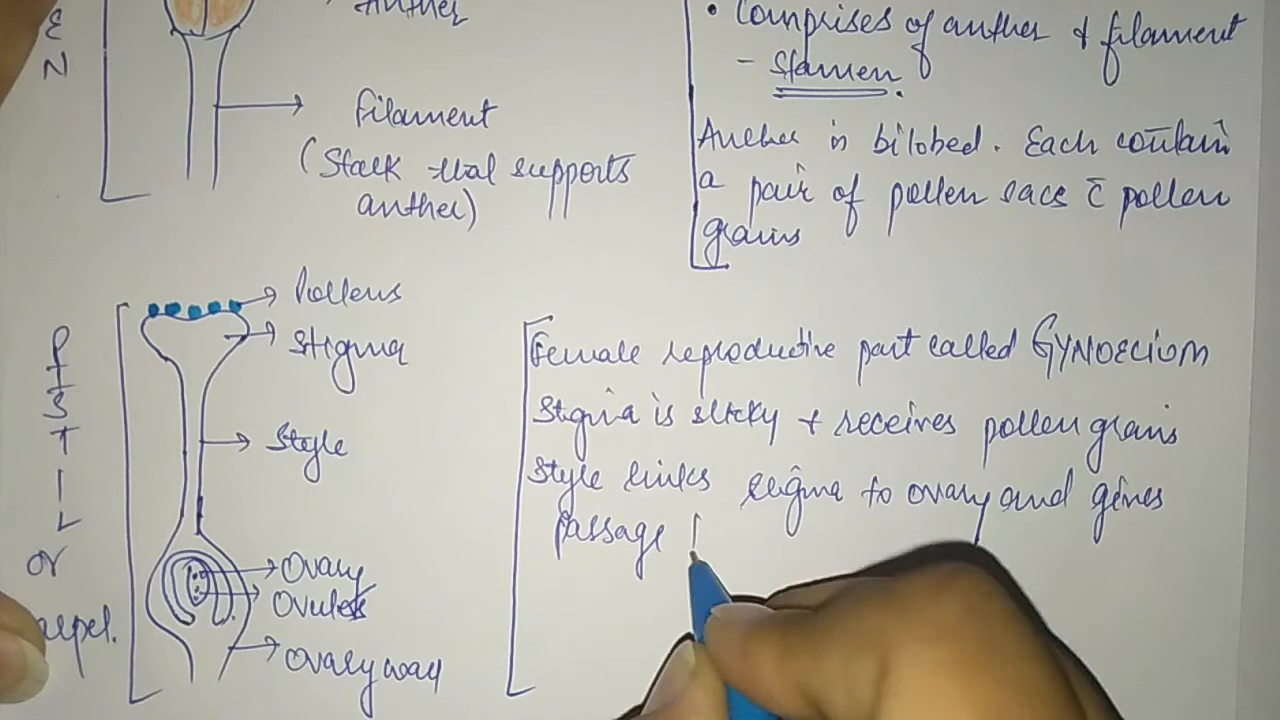 E
N
Anther
Filament
(Stalk that supports
anther)
• Comprises of anther & filament
- Stamen.
Anther is bilobed. Each contain
a pair of pollen sacs c̄ pollen
grains
PISTIL
or
Pollens
Stigma
Style
Ovary
Ovules
Ovary wall
Female reproductive part called GYNOECIUM
Stigma is sticky & receives pollen grains
Style links stigma to ovary and gives
passage